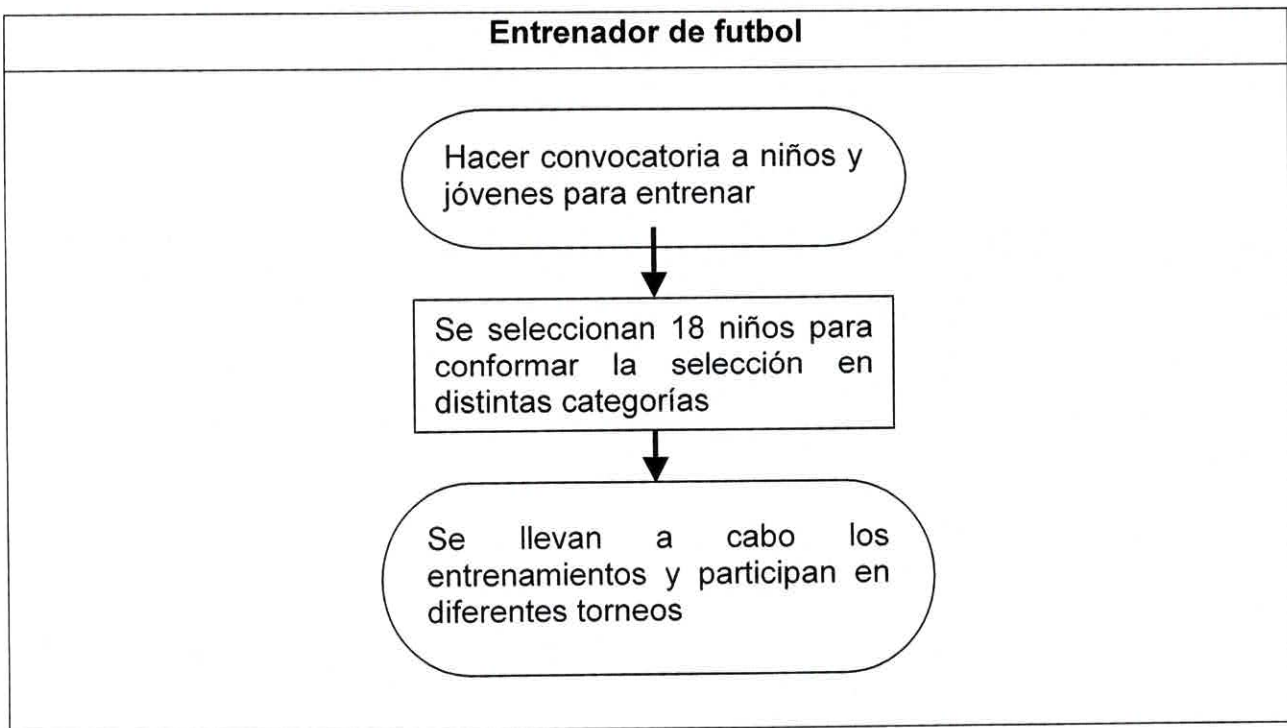 Entrenador de futbol
Hacer convocatoria a niños y
jóvenes para entrenar
Se seleccionan 18 niños para
conformar la selección en
distintas categorías
Se llevan a cabo los
entrenamientos y participan en
diferentes torneos